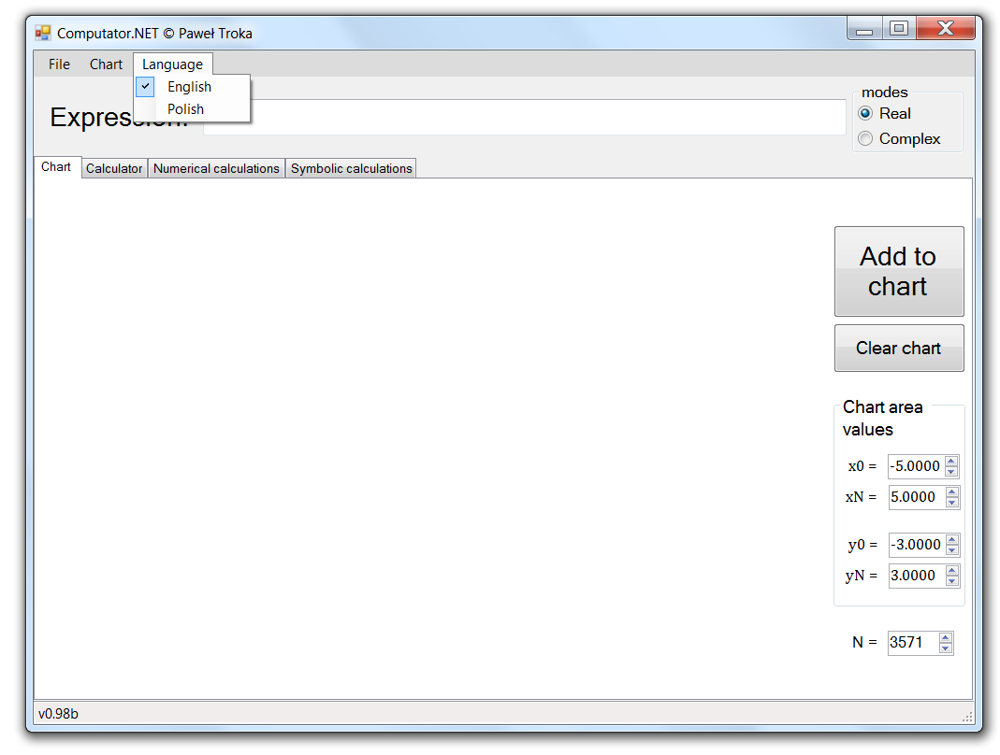 Computator.NET © Paweł Troka
File Chart Language
English
Polish
Expression:
modes
Real
Complex
Chart Calculator Numerical calculations Symbolic calculations
Add to
chart
Clear chart
Chart area
values
x0 = -5.0000
xN = 5.0000
y0 = -3.0000
yN = 3.0000
N = 3571
v0.98b